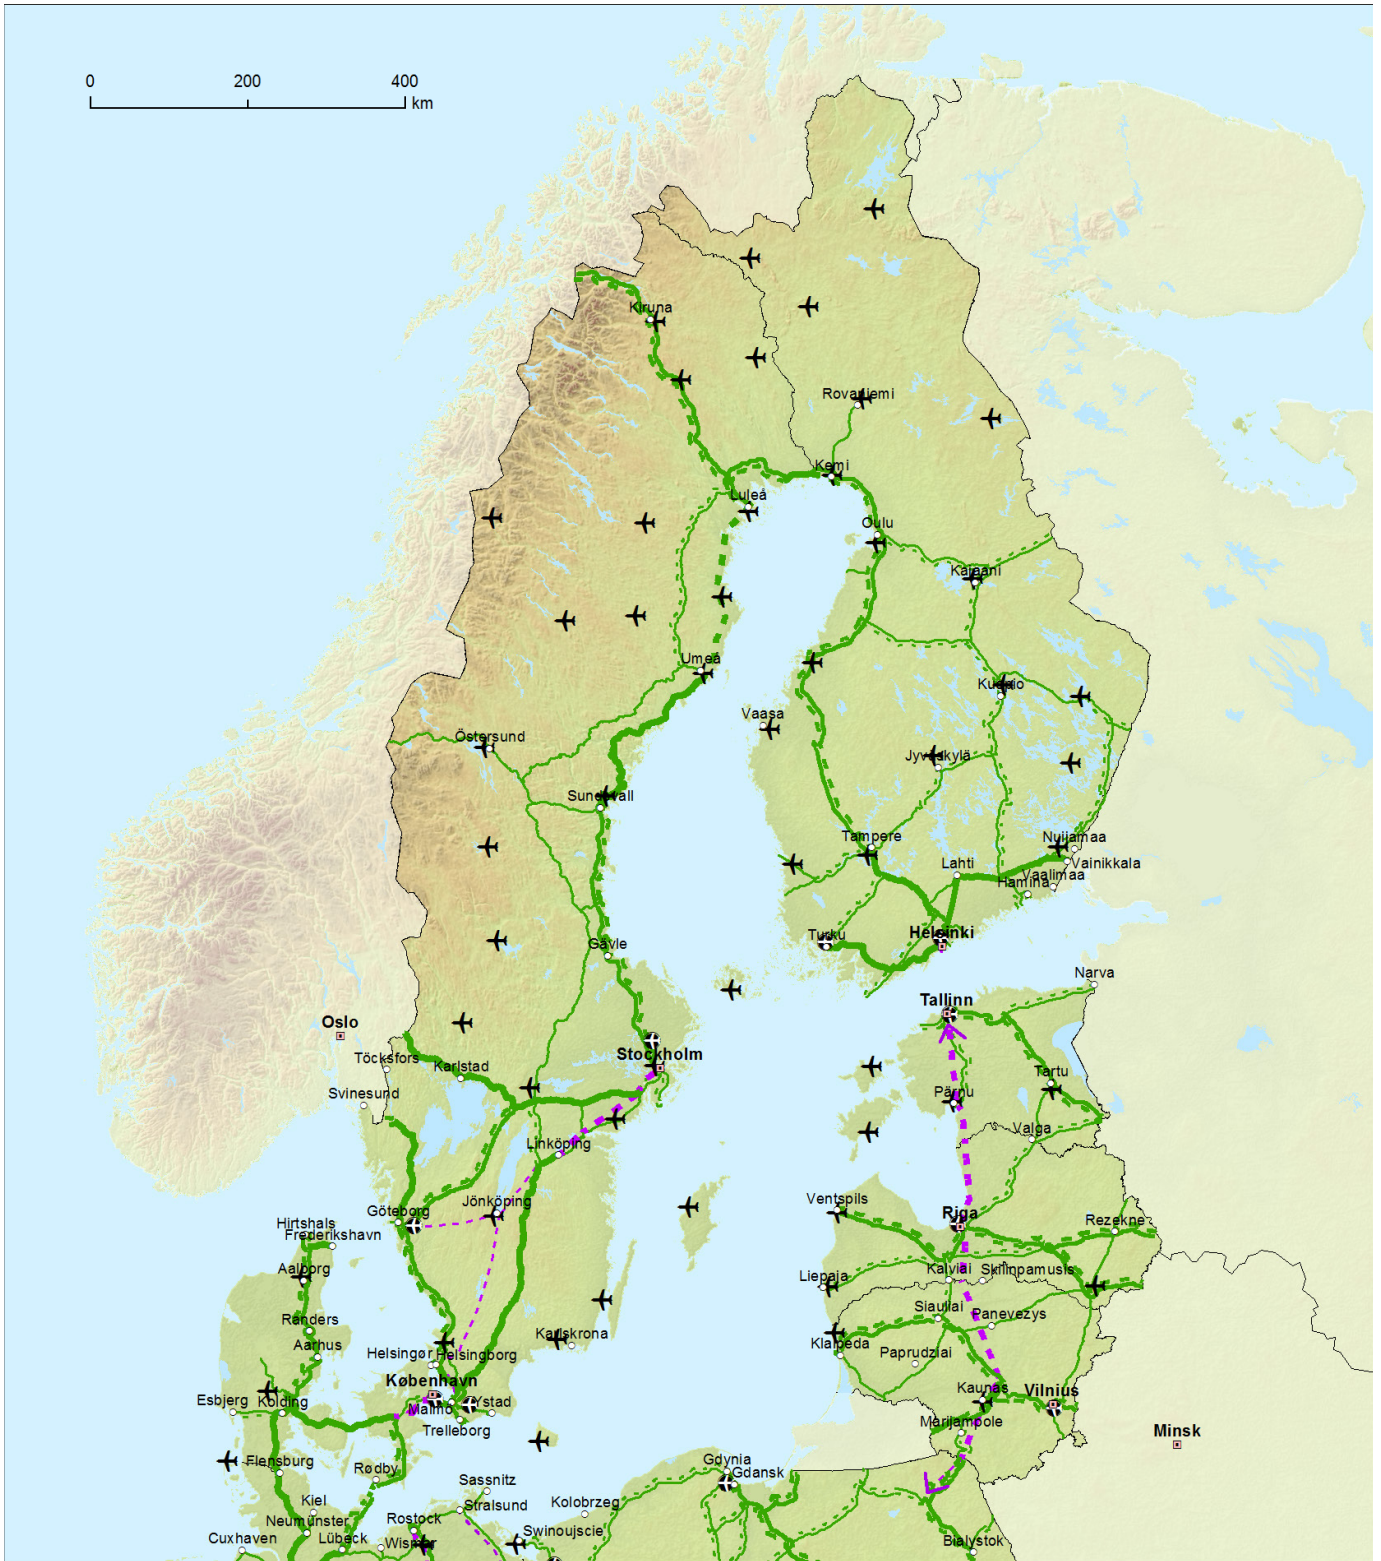 0 200 400
km
Kiruna
Rovaniemi
Kemi
Luleå
Oulu
Kajaani
Umeå
Kuopio
Vaasa
Östersund
Jyväskylä
Sundsvall
Tampere
Nuijamaa
Lahti
Vainikkala
Vaalimaa
Hamina
Turku
Helsinki
Gävle
Narva
Tallinn
Oslo
Stockholm
Töcksfors
Karlstad
Tartu
Svinesund
Pärnu
Valga
Linköping
Jönköping
Ventspils
Göteborg
Riga
Rezekne
Hirtshals
Frederikshavn
Aalborg
Kalviai
Skrimpamusis
Liepaja
Siauliai
Panevezys
Randers
Karlskrona
Klaipeda
Aarhus
Helsingør
Helsingborg
Paprudziai
København
Kaunas
Vilnius
Esbjerg
Kolding
Malmö
Ystad
Trelleborg
Marijampole
Minsk
Flensburg
Rødby
Gdynia
Gdansk
Sassnitz
Kiel
Stralsund
Kolobrzeg
Neumünster
Rostock
Swinoujscie
Cuxhaven
Lübeck
Wismar
Bialystok